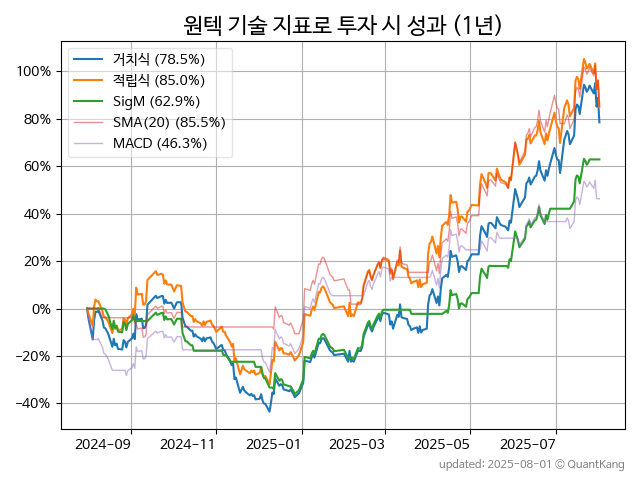 원텍 기술 지표로 투자 시 성과 (1년)
거치식 (78.5%)
적립식 (85.0%)
SigM (62.9%)
SMA(20) (85.5%)
MACD (46.3%)
100%
80%
60%
40%
20%
0%
−20%
−40%
2024-09
2024-11
2025-01
2025-03
2025-05
2025-07
updated: 2025-08-01 © QuantKang